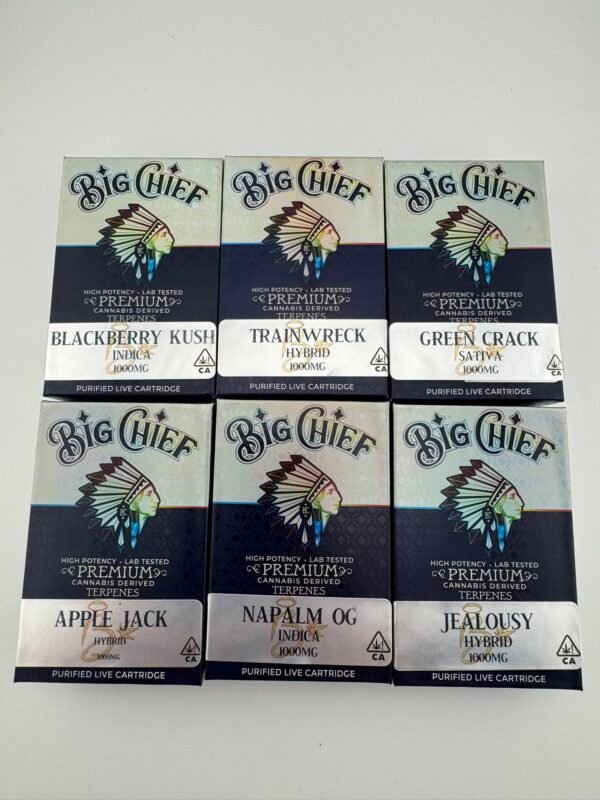 BIG CHIEF
HIGH POTENCY • LAB TESTED
PREMIUM
CANNABIS DERIVED
TERPENES
BLACKBERRY KUSH
INDICA
1000MG
CA
PURIFIED LIVE CARTRIDGE
BIG CHIEF
HIGH POTENCY • LAB TESTED
PREMIUM
CANNABIS DERIVED
TERPENES
TRAINWRECK
HYBRID
1000MG
CA
PURIFIED LIVE CARTRIDGE
BIG CHIEF
HIGH POTENCY • LAB TESTED
PREMIUM
CANNABIS DERIVED
TERPENES
GREEN CRACK
SATIVA
1000MG
CA
PURIFIED LIVE CARTRIDGE
BIG CHIEF
HIGH POTENCY • LAB TESTED
PREMIUM
CANNABIS DERIVED
TERPENES
APPLE JACK
HYBRID
1000MG
CA
PURIFIED LIVE CARTRIDGE
BIG CHIEF
HIGH POTENCY • LAB TESTED
PREMIUM
CANNABIS DERIVED
TERPENES
NAPALM OG
INDICA
1000MG
CA
PURIFIED LIVE CARTRIDGE
BIG CHIEF
HIGH POTENCY • LAB TESTED
PREMIUM
CANNABIS DERIVED
TERPENES
JEALOUSY
HYBRID
1000MG
CA
PURIFIED LIVE CARTRIDGE